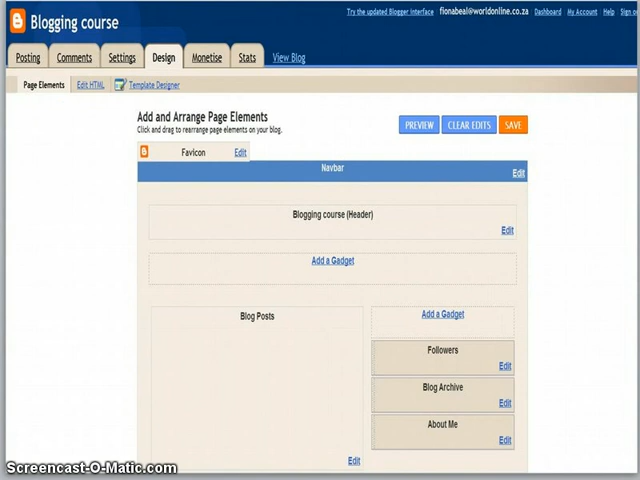 Blogging course
Try the updated Blogger interface fionabeal@worldonline.co.za Dashboard My Account Help Sign o
Posting Comments Settings Design Monetise Stats View Blog
Page Elements Edit HTML Template Designer
Add and Arrange Page Elements
Click and drag to rearrange page elements on your blog.
PREVIEW CLEAR EDITS SAVE
Favicon Edit
Navbar
Edit
Blogging course (Header)
Edit
Add a Gadget
Blog Posts
Add a Gadget
Followers
Edit
Blog Archive
Edit
About Me
Edit
Edit
Screencast-O-Matic.com